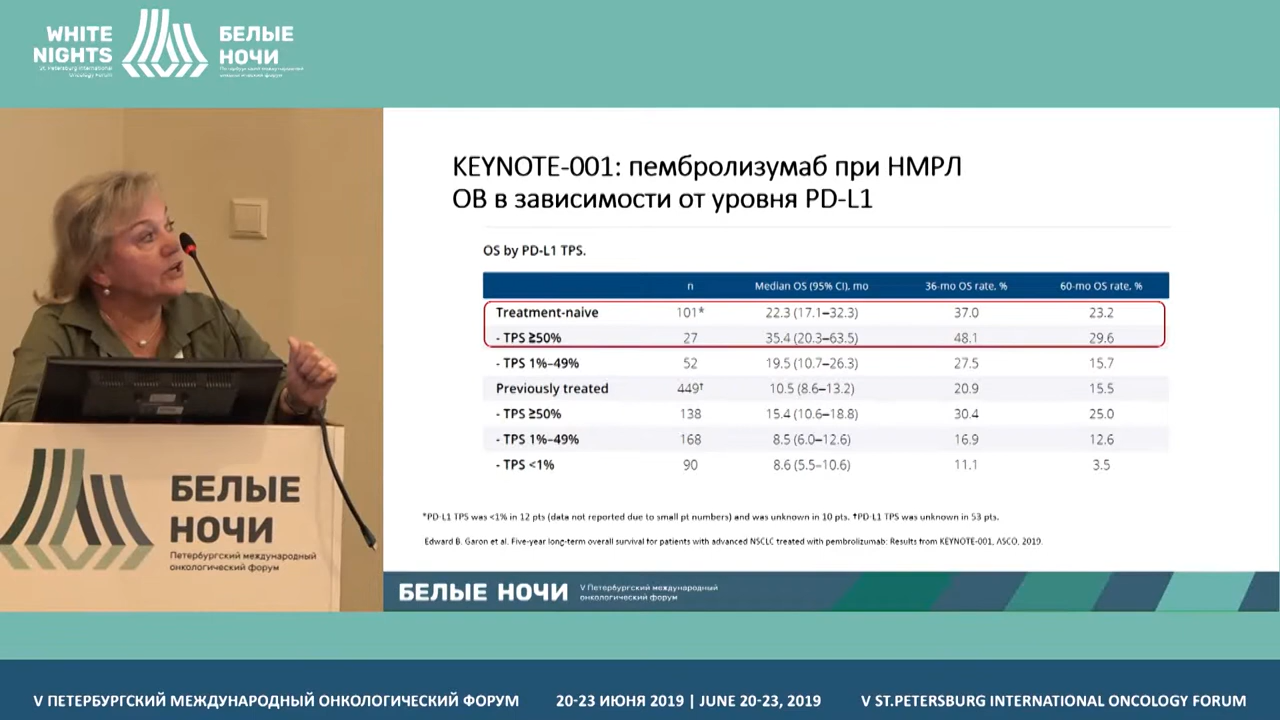 WHITE
NIGHTS
St. Petersburg International
Oncology Forum
БЕЛЫЕ
НОЧИ
Петербургский международный
онкологический форум
KEYNOTE-001: пембролизумаб при НМРЛ
ОВ в зависимости от уровня PD-L1
OS by PD-L1 TPS.
n Median OS (95% CI), mo 36-mo OS rate, % 60-mo OS rate, %
Treatment-naive 101* 22.3 (17.1–32.3) 37.0 23.2
- TPS ≥50% 27 35.4 (20.3–63.5) 48.1 29.6
- TPS 1%–49% 52 19.5 (10.7–26.3) 27.5 15.7
Previously treated 449† 10.5 (8.6–13.2) 20.9 15.5
- TPS ≥50% 138 15.4 (10.6–18.8) 30.4 25.0
- TPS 1%–49% 168 8.5 (6.0–12.6) 16.9 12.6
- TPS <1% 90 8.6 (5.5–10.6) 11.1 3.5
*PD-L1 TPS was <1% in 12 pts (data not reported due to small pt numbers) and was unknown in 10 pts. †PD-L1 TPS was unknown in 53 pts.
Edward B. Garon et al. Five-year long-term overall survival for patients with advanced NSCLC treated with pembrolizumab: Results from KEYNOTE-001, ASCO, 2019.
БЕЛЫЕ НОЧИ
V Петербургский международный
онкологический форум
БЕЛЫЕ
НОЧИ
Петербургский международный
онкологический форум
V ПЕТЕРБУРГСКИЙ МЕЖДУНАРОДНЫЙ ОНКОЛОГИЧЕСКИЙ ФОРУМ 20-23 ИЮНЯ 2019 | JUNE 20-23, 2019 V ST.PETERSBURG INTERNATIONAL ONCOLOGY FORUM